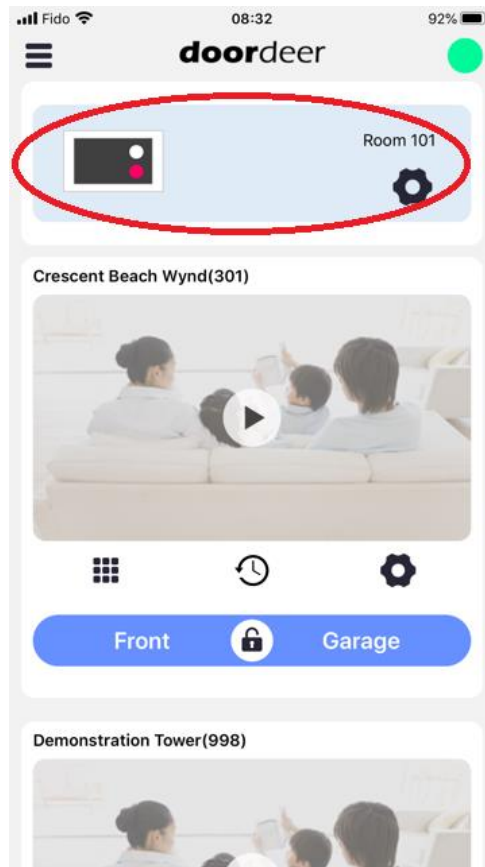 Fido 08:32 92%
doordeer
Room 101
Crescent Beach Wynd(301)
Front Garage
Demonstration Tower(998)